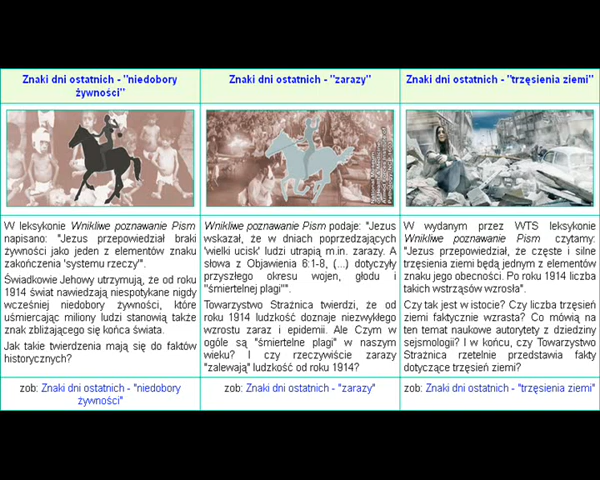 Znaki dni ostatnich - "niedobory
żywności"
W leksykonie Wnikliwe poznawanie Pism
napisano: "Jezus przepowiedział braki
żywności jako jeden z elementów znaku
zakończenia 'systemu rzeczy'".
Świadkowie Jehowy utrzymują, że od roku
1914 świat nawiedzają niespotykane nigdy
wcześniej niedobory żywności, które
uśmiercając miliony ludzi stanowią także
znak zbliżającego się końca świata.
Jak takie twierdzenia mają się do faktów
historycznych?
zob: Znaki dni ostatnich - "niedobory
żywności"
Znaki dni ostatnich - "zarazy"
Wnikliwe poznawanie Pism podaje: "Jezus
wskazał, że w dniach poprzedzających
'wielki ucisk' ludzi utrapią m.in. zarazy. A
słowa z Objawienia 6:1-8, (...) dotyczyły
przyszłego okresu wojen, głodu i
"śmiertelnej plagi"".
Towarzystwo Strażnica twierdzi, że od
roku 1914 ludzkość doznaje niezwykłego
wzrostu zaraz i epidemii. Ale Czym w
ogóle są "śmiertelne plagi" w naszym
wieku? I czy rzeczywiście zarazy
"zalewają" ludzkość od roku 1914?
zob: Znaki dni ostatnich - "zarazy"
Znaki dni ostatnich - "trzęsienia ziemi"
W wydanym przez WTS leksykonie
Wnikliwe poznawanie Pism czytamy:
"Jezus przepowiedział, że częste i silne
trzęsienia ziemi będą jednym z elementów
znaku jego obecności. Po roku 1914 liczba
takich wstrząsów wzrosła".
Czy tak jest w istocie? Czy liczba trzęsień
ziemi faktycznie wzrasta? Co mówią na
ten temat naukowe autorytety z dziedziny
sejsmologii? I w końcu, czy Towarzystwo
Strażnica rzetelnie przedstawia fakty
dotyczące trzęsień ziemi?
zob: Znaki dni ostatnich - "trzęsienia ziemi"